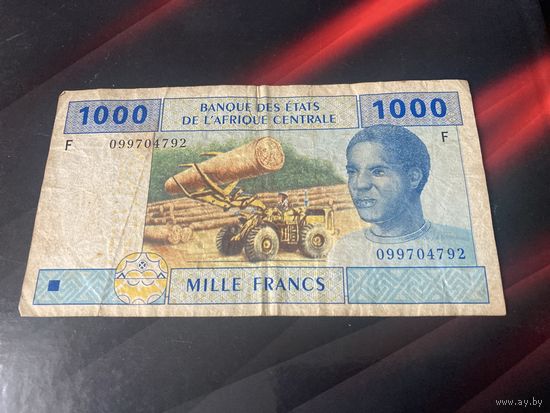 1000
BANQUE DES ÉTATS
DE L'AFRIQUE CENTRALE
1000
F 099704792
F
099704792
MILLE FRANCS
www.ay.by